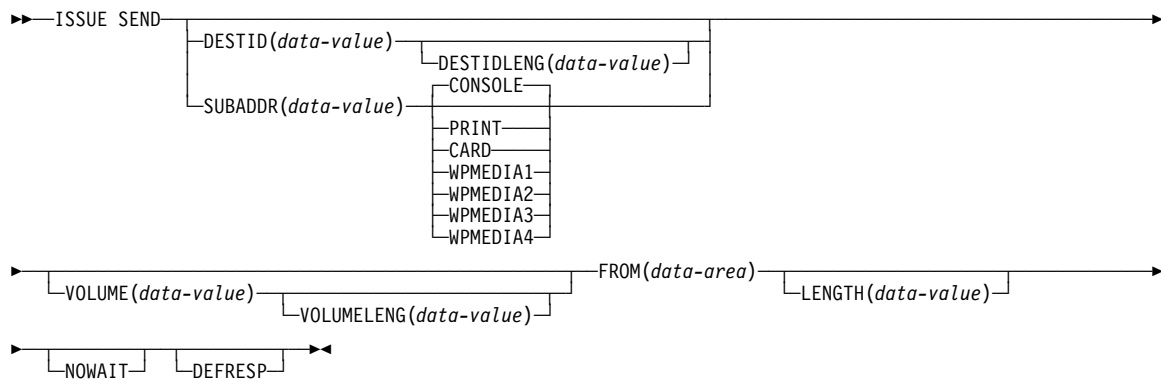 ISSUE SEND
DESTID(data-value)
DESTIDLENG(data-value)
CONSOLE
SUBADDR(data-value)
PRINT
CARD
WPMEDIA1
WPMEDIA2
WPMEDIA3
WPMEDIA4
FROM(data-area)
VOLUME(data-value)
LENGTH(data-value)
VOLUMELENG(data-value)
NOWAIT DEFRESP